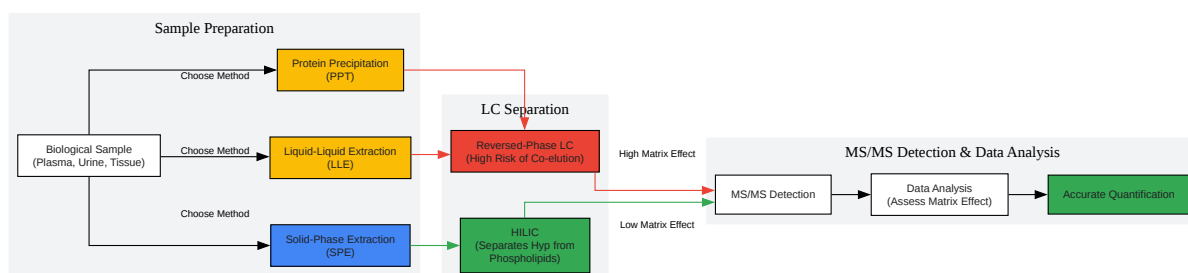 Sample Preparation
Protein Precipitation
(PPT)
Choose Method
LC Separation
Biological Sample
(Plasma, Urine, Tissue)
Choose Method
Liquid-Liquid Extraction
(LLE)
Reversed-Phase LC
(High Risk of Co-elution)
High Matrix Effect
MS/MS Detection & Data Analysis
MS/MS Detection
Data Analysis
(Assess Matrix Effect)
Accurate Quantification
Choose Method
Low Matrix Effect
Solid-Phase Extraction
(SPE)
HILIC
(Separates Hyp from
Phospholipids)